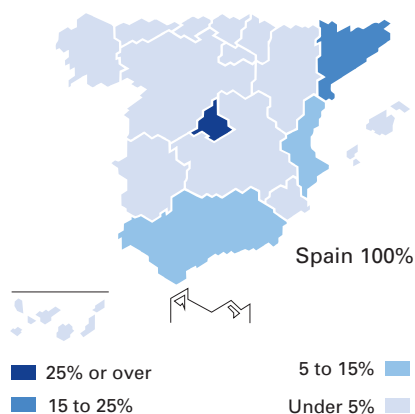 Spain 100%
25% or over
15 to 25%
5 to 15%
Under 5%